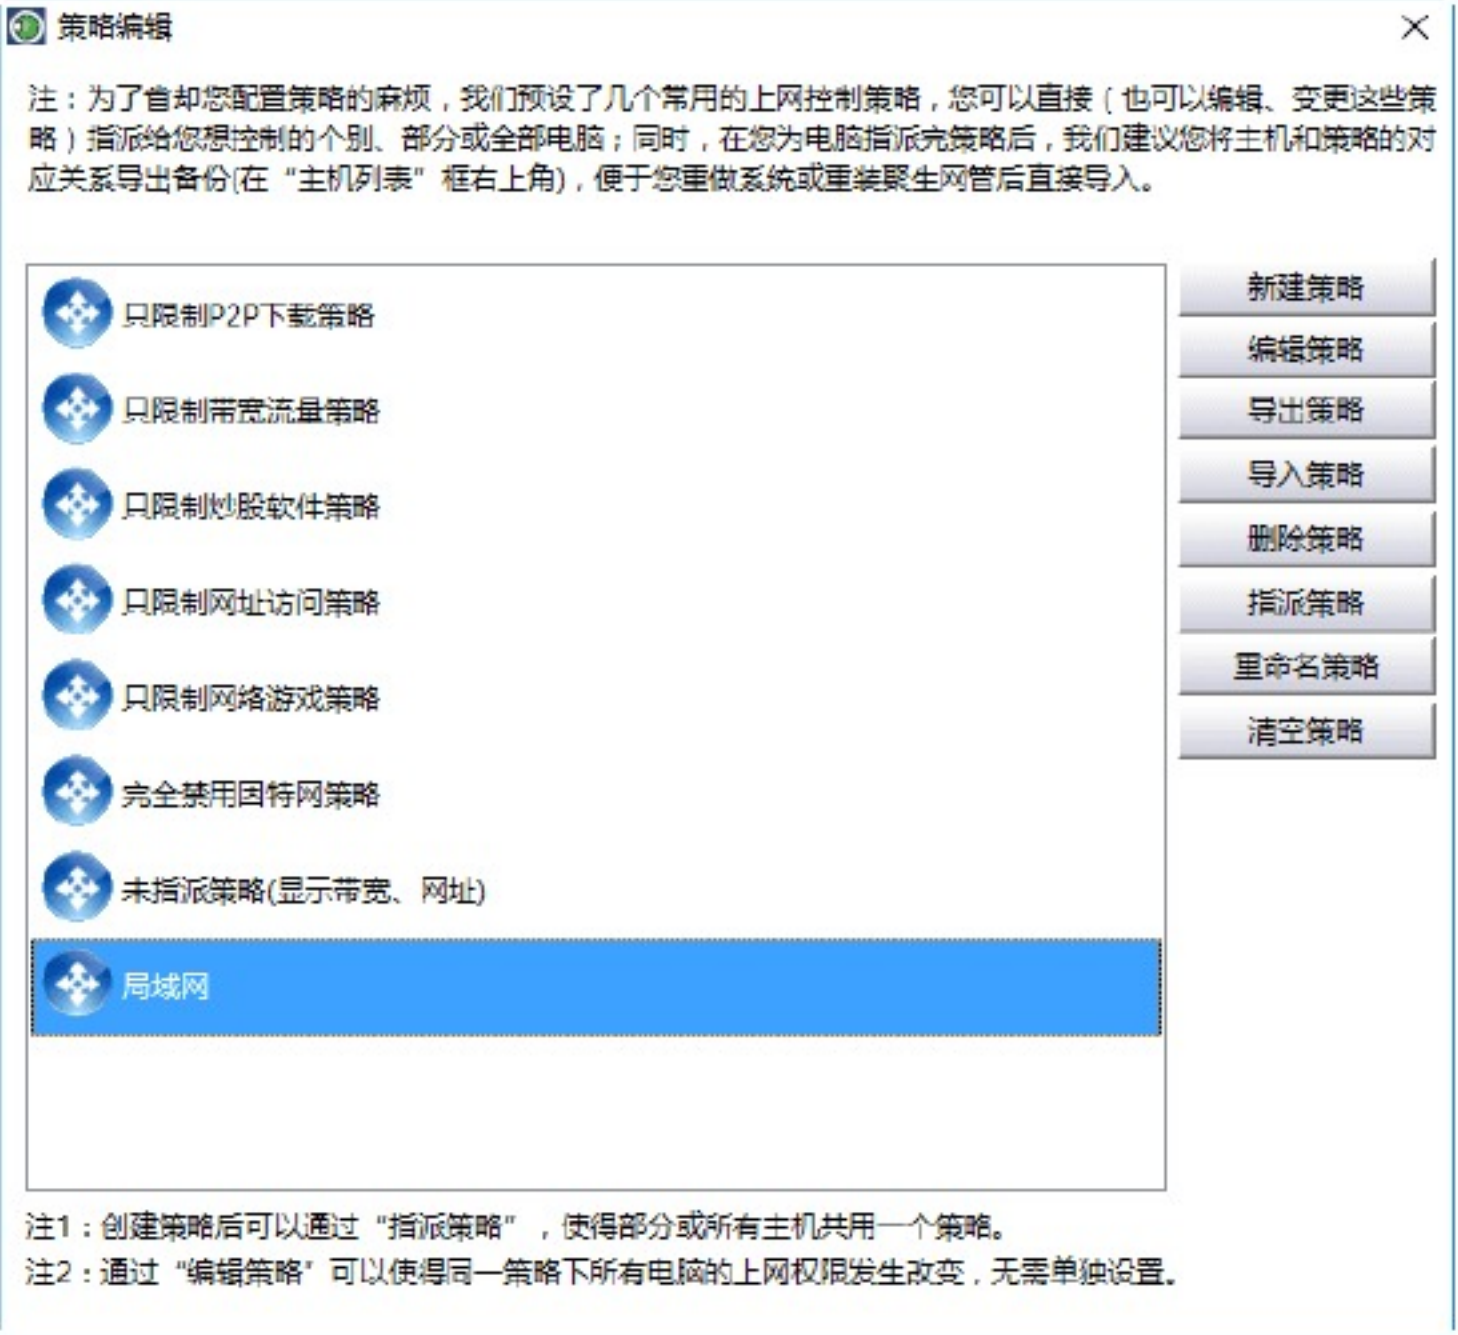 策略编辑
注：为了省却您配置策略的麻烦，我们预设了几个常用的上网控制策略，您可以直接（也可以编辑、变更这些策
略）指派给您想控制的个别、部分或全部电脑；同时，在您为电脑指派完策略后，我们建议您将主机和策略的对
应关系导出备份(在“主机列表”框右上角)，便于您重做系统或重装聚生网管后直接导入。
只限制P2P下载策略
只限制带宽流量策略
只限制炒股软件策略
只限制网址访问策略
只限制网络游戏策略
完全禁用因特网策略
未指派策略(显示带宽、网址)
局域网
新建策略
编辑策略
导出策略
导入策略
删除策略
指派策略
重命名策略
清空策略
注1：创建策略后可以通过“指派策略”，使得部分或所有主机共用一个策略。
注2：通过“编辑策略”可以使得同一策略下所有电脑的上网权限发生改变，无需单独设置。